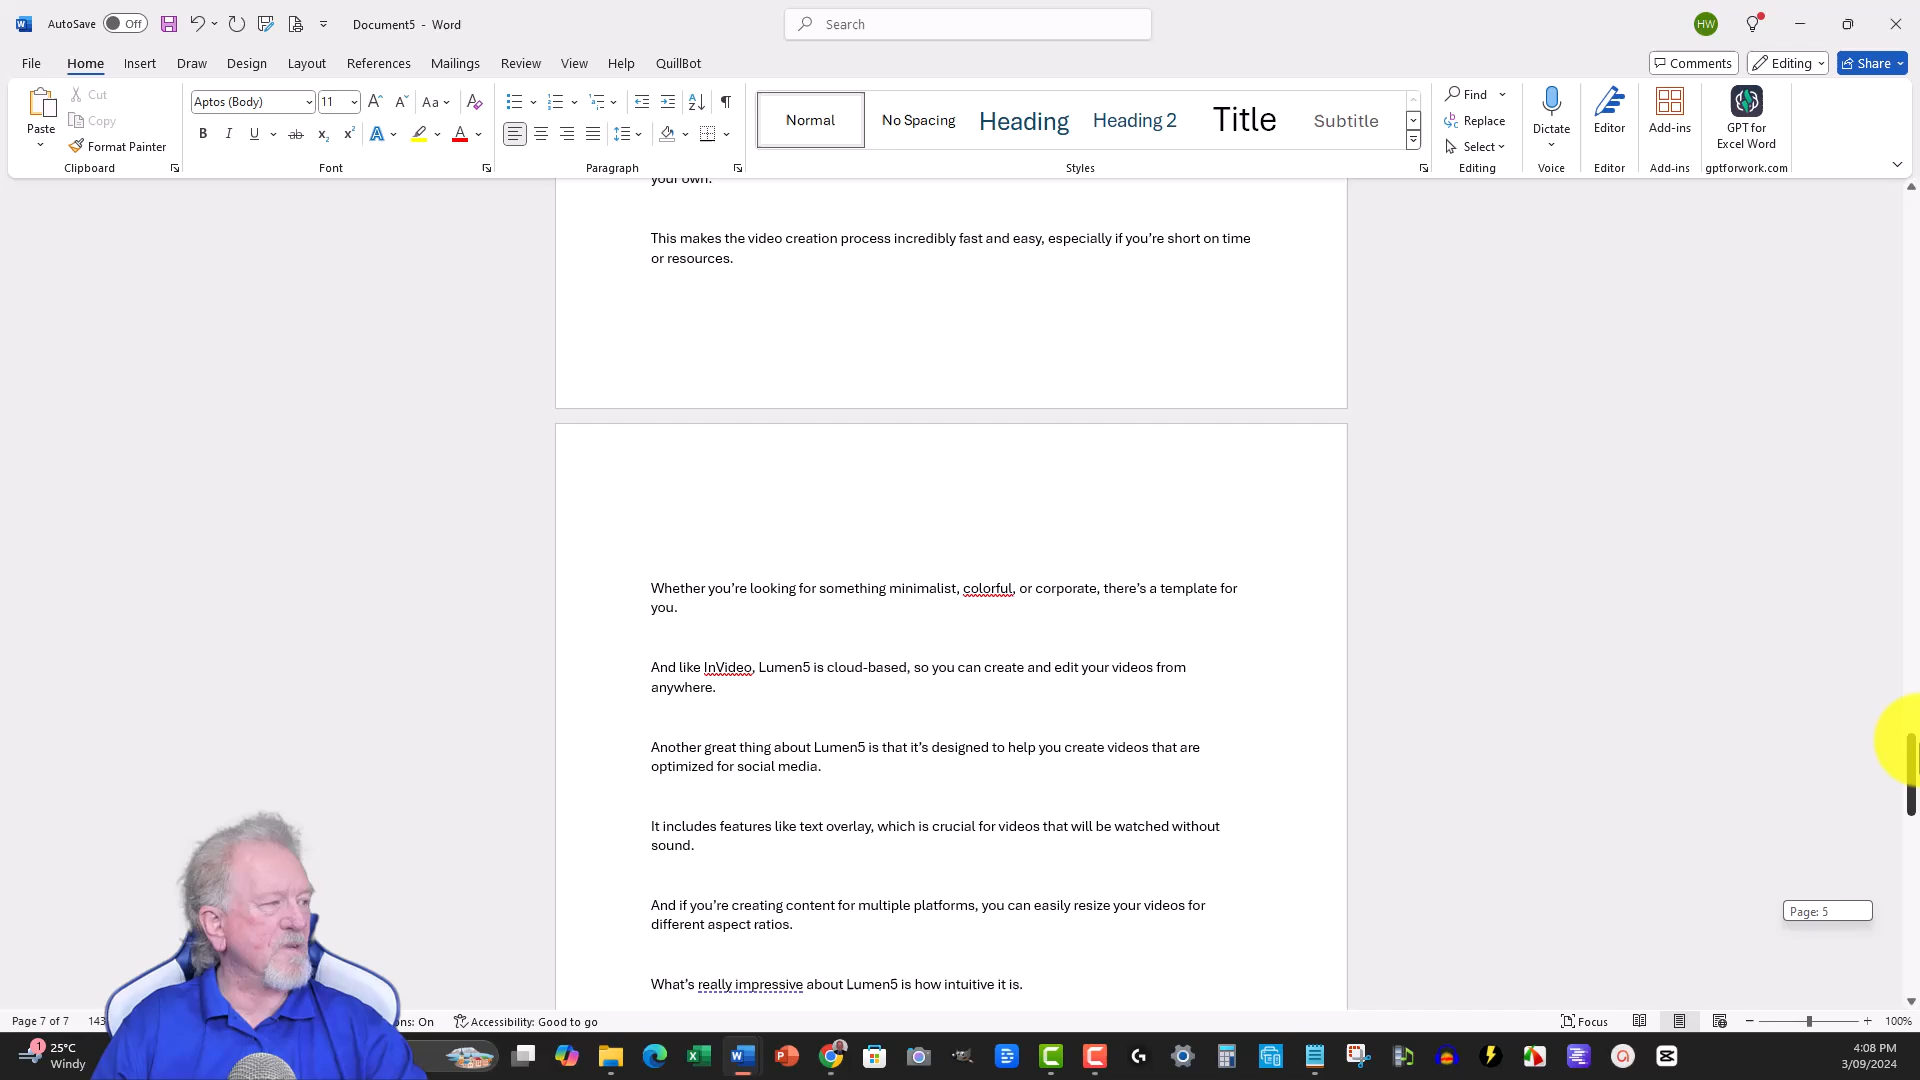 AutoSave Off Document5 - Word Search HW
File Home Insert Draw Design Layout References Mailings Review View Help QuillBot Comments Editing Share
Paste Cut Copy Format Painter
Aptos (Body) 11 Aa
Normal No Spacing Heading Heading 2 Title Subtitle
Find Replace Select
Dictate Editor Add-ins GPT for
Excel Word
Clipboard Font Paragraph Styles Editing Voice Editor Add-ins gptforwork.com
your own.
This makes the video creation process incredibly fast and easy, especially if you’re short on time
or resources.
Whether you’re looking for something minimalist, colorful, or corporate, there’s a template for
you.
And like InVideo, Lumen5 is cloud-based, so you can create and edit your videos from
anywhere.
Another great thing about Lumen5 is that it’s designed to help you create videos that are
optimized for social media.
It includes features like text overlay, which is crucial for videos that will be watched without
sound.
And if you’re creating content for multiple platforms, you can easily resize your videos for
different aspect ratios.
Page: 5
What’s really impressive about Lumen5 is how intuitive it is.
Page 7 of 7 143 ons: On Accessibility: Good to go Focus 100%
1 25°C
Windy
4:08 PM
3/09/2024